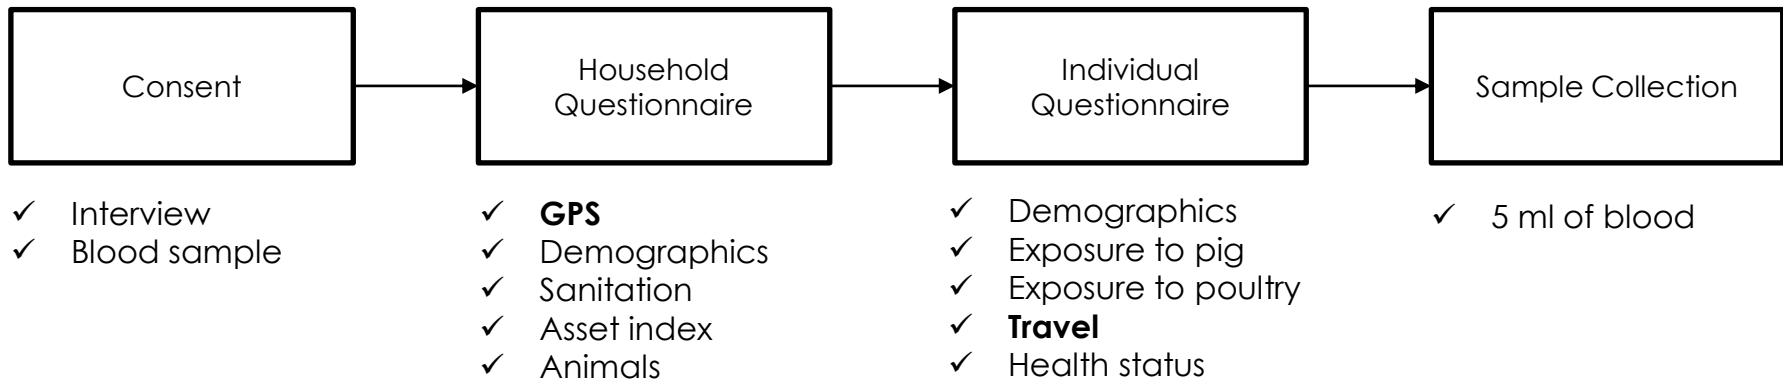 Consent
Household
Questionnaire
Individual
Questionnaire
Sample Collection
✓ Interview
✓ Blood sample
✓ GPS
✓ Demographics
✓ Sanitation
✓ Asset index
✓ Animals
✓ Demographics
✓ Exposure to pig
✓ Exposure to poultry
✓ Travel
✓ Health status
✓ 5 ml of blood